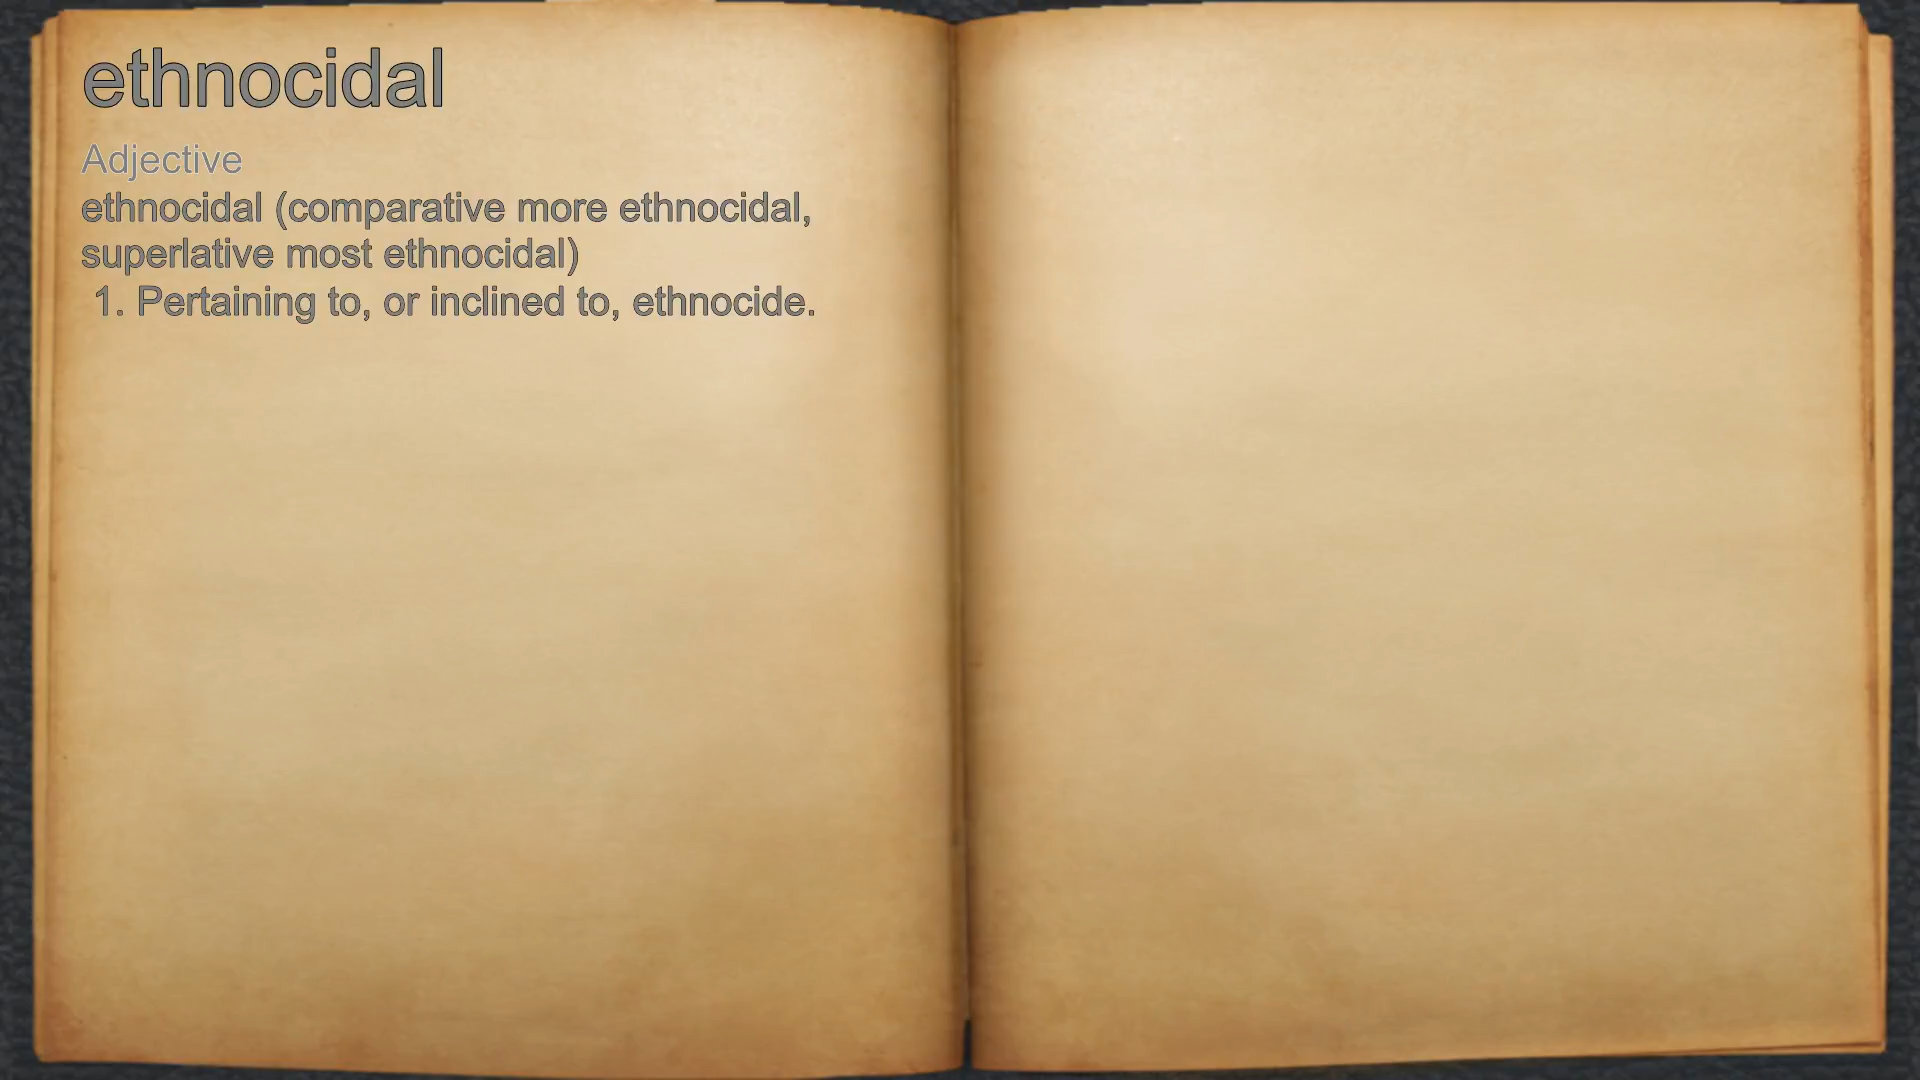 ethnocidal
Adjective
ethnocidal (comparative more ethnocidal,
superlative most ethnocidal)
1. Pertaining to, or inclined to, ethnocide.